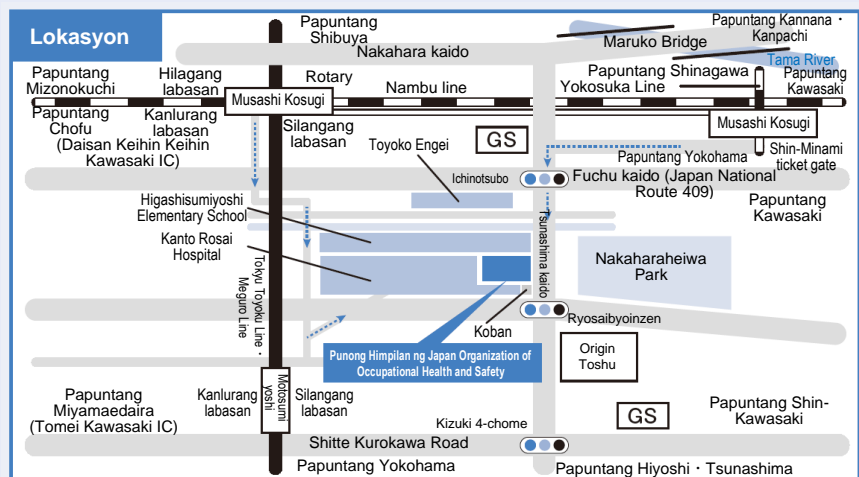 Lokasyon
Papuntang
Shibuya
Nakahara kaido
Maruko Bridge
Papuntang Kannana・
Kanpachi
Tama River
Papuntang
Mizonokuchi
Hilagang
labasan
Rotary
Nambu line
Papuntang Shinagawa
Yokosuka Line
Papuntang
Kawasaki
Musashi Kosugi
Musashi Kosugi
Papuntang
Chofu
(Daisan Keihin Keihin
Kawasaki IC)
Kanlurang
labasan
Silangang
labasan
Toyoko Engei
GS
Papuntang Yokohama
Shin-Minami
ticket gate
Ichinotsubo
Fuchu kaido (Japan National
Route 409)
Papuntang
Kawasaki
Higashisumiyoshi
Elementary School
Kanto Rosai
Hospital
Tokyu Toyoku Line・
Meguro Line
Tsunashima kaido
Nakaharaheiwa
Park
Koban
Ryosaibyoinzen
Punong Himpilan ng Japan Organization of
Occupational Health and Safety
Origin
Toshu
Papuntang
Miyamaedaira
(Tomei Kawasaki IC)
Kanlurang
labasan
Motosumi
yoshi
Silangang
labasan
Kizuki 4-chome
GS
Papuntang Shin-
Kawasaki
Shitte Kurokawa Road
Papuntang Yokohama
Papuntang Hiyoshi・Tsunashima